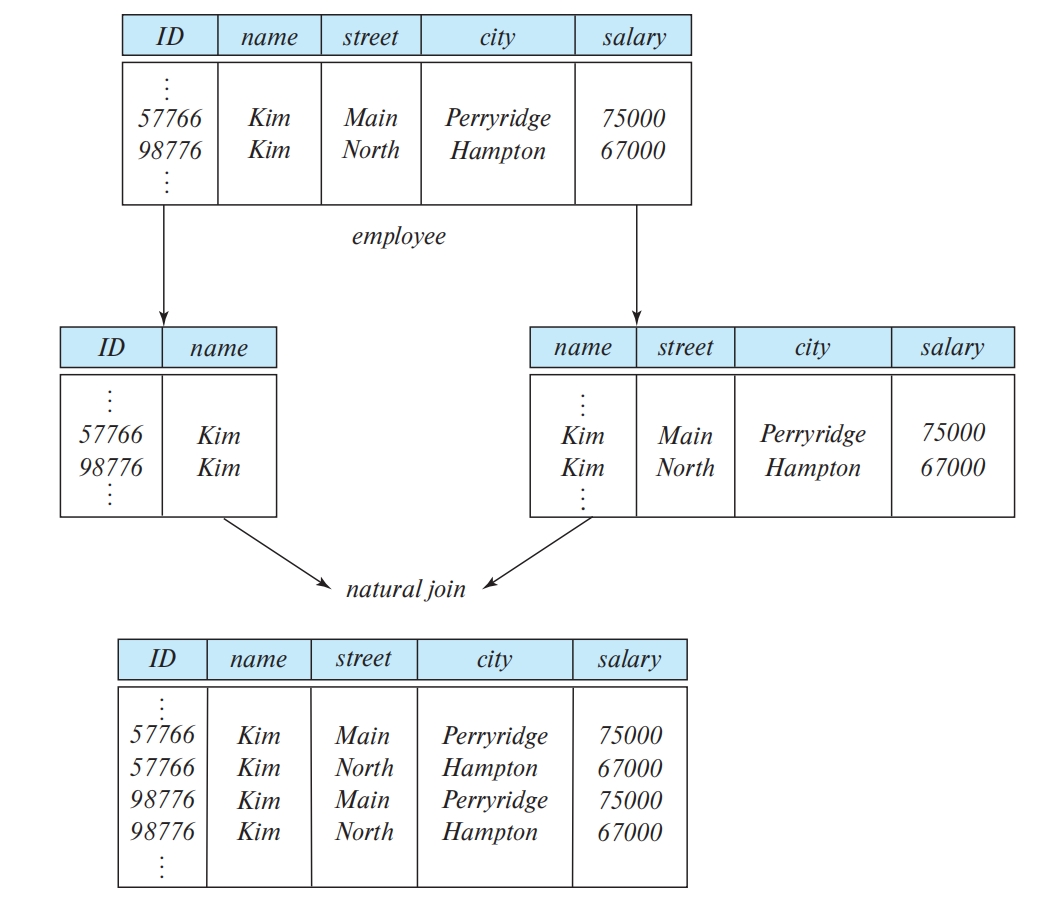 ID name street city salary
⋮
57766 Kim Main Perryridge 75000
98776 Kim North Hampton 67000
⋮
employee
ID name
⋮
57766 Kim
98776 Kim
⋮
name street city salary
⋮
Kim Main Perryridge 75000
Kim North Hampton 67000
⋮
natural join
ID name street city salary
⋮
57766 Kim Main Perryridge 75000
57766 Kim North Hampton 67000
98776 Kim Main Perryridge 75000
98776 Kim North Hampton 67000
⋮